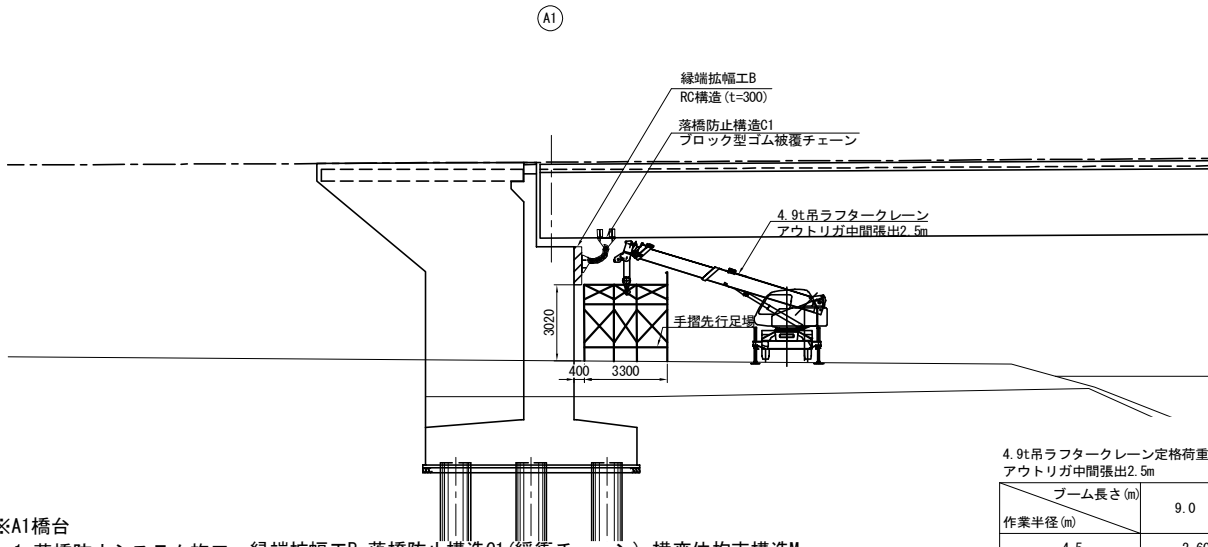 A1
縁端拡幅工B
RC構造(t=300)
落橋防止構造C1
ブロック型ゴム被覆チェーン
4.9t吊ラフタークレーン
アウトリガ中間張出2.5m
手摺先行足場
3020
400
3300
4.9t吊ラフタークレーン定格荷重
アウトリガ中間張出2.5m
ブーム長さ(m)
9.0
作業半径(m)
※A1橋台